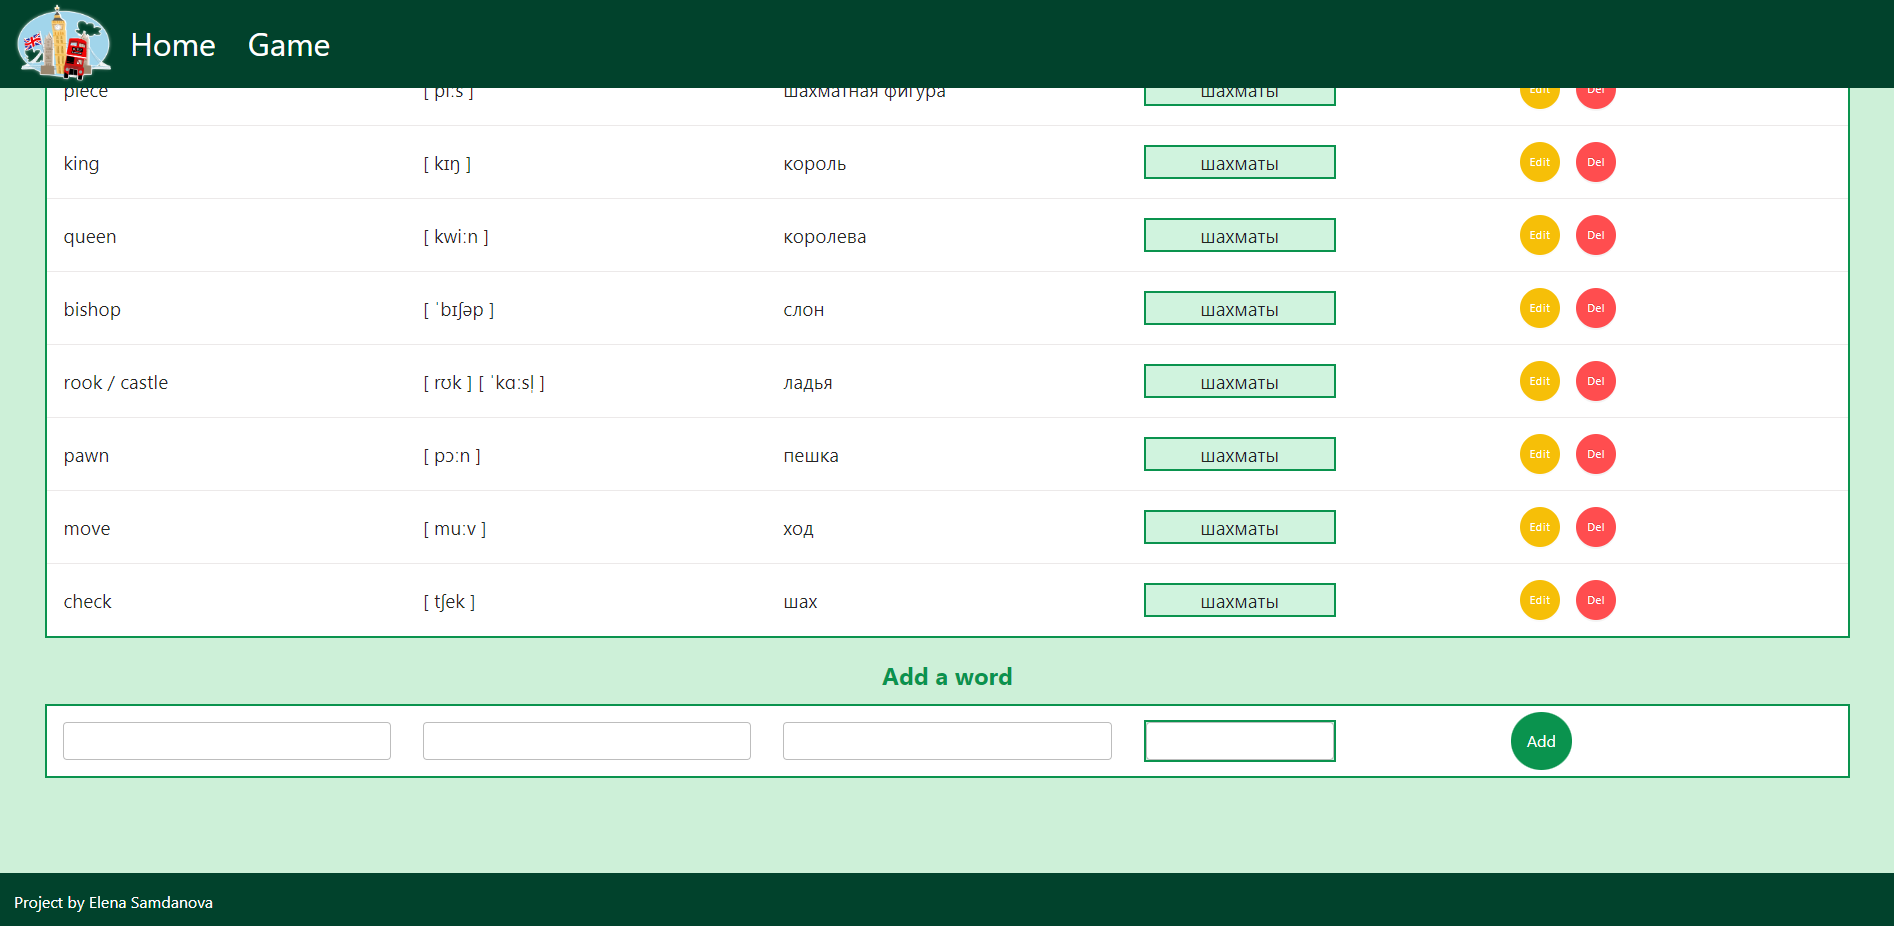 Home Game
piece [ pi:s ] шахматная фигура шахматы Edit Del
king [ kɪŋ ] король шахматы Edit Del
queen [ kwi:n ] королева шахматы Edit Del
bishop [ ˈbɪʃəp ] слон шахматы Edit Del
rook / castle [ rʊk ] [ ˈkɑ:sl̩ ] ладья шахматы Edit Del
pawn [ pɔ:n ] пешка шахматы Edit Del
move [ mu:v ] ход шахматы Edit Del
check [ tʃek ] шах шахматы Edit Del
Add a word
Add
Project by Elena Samdanova